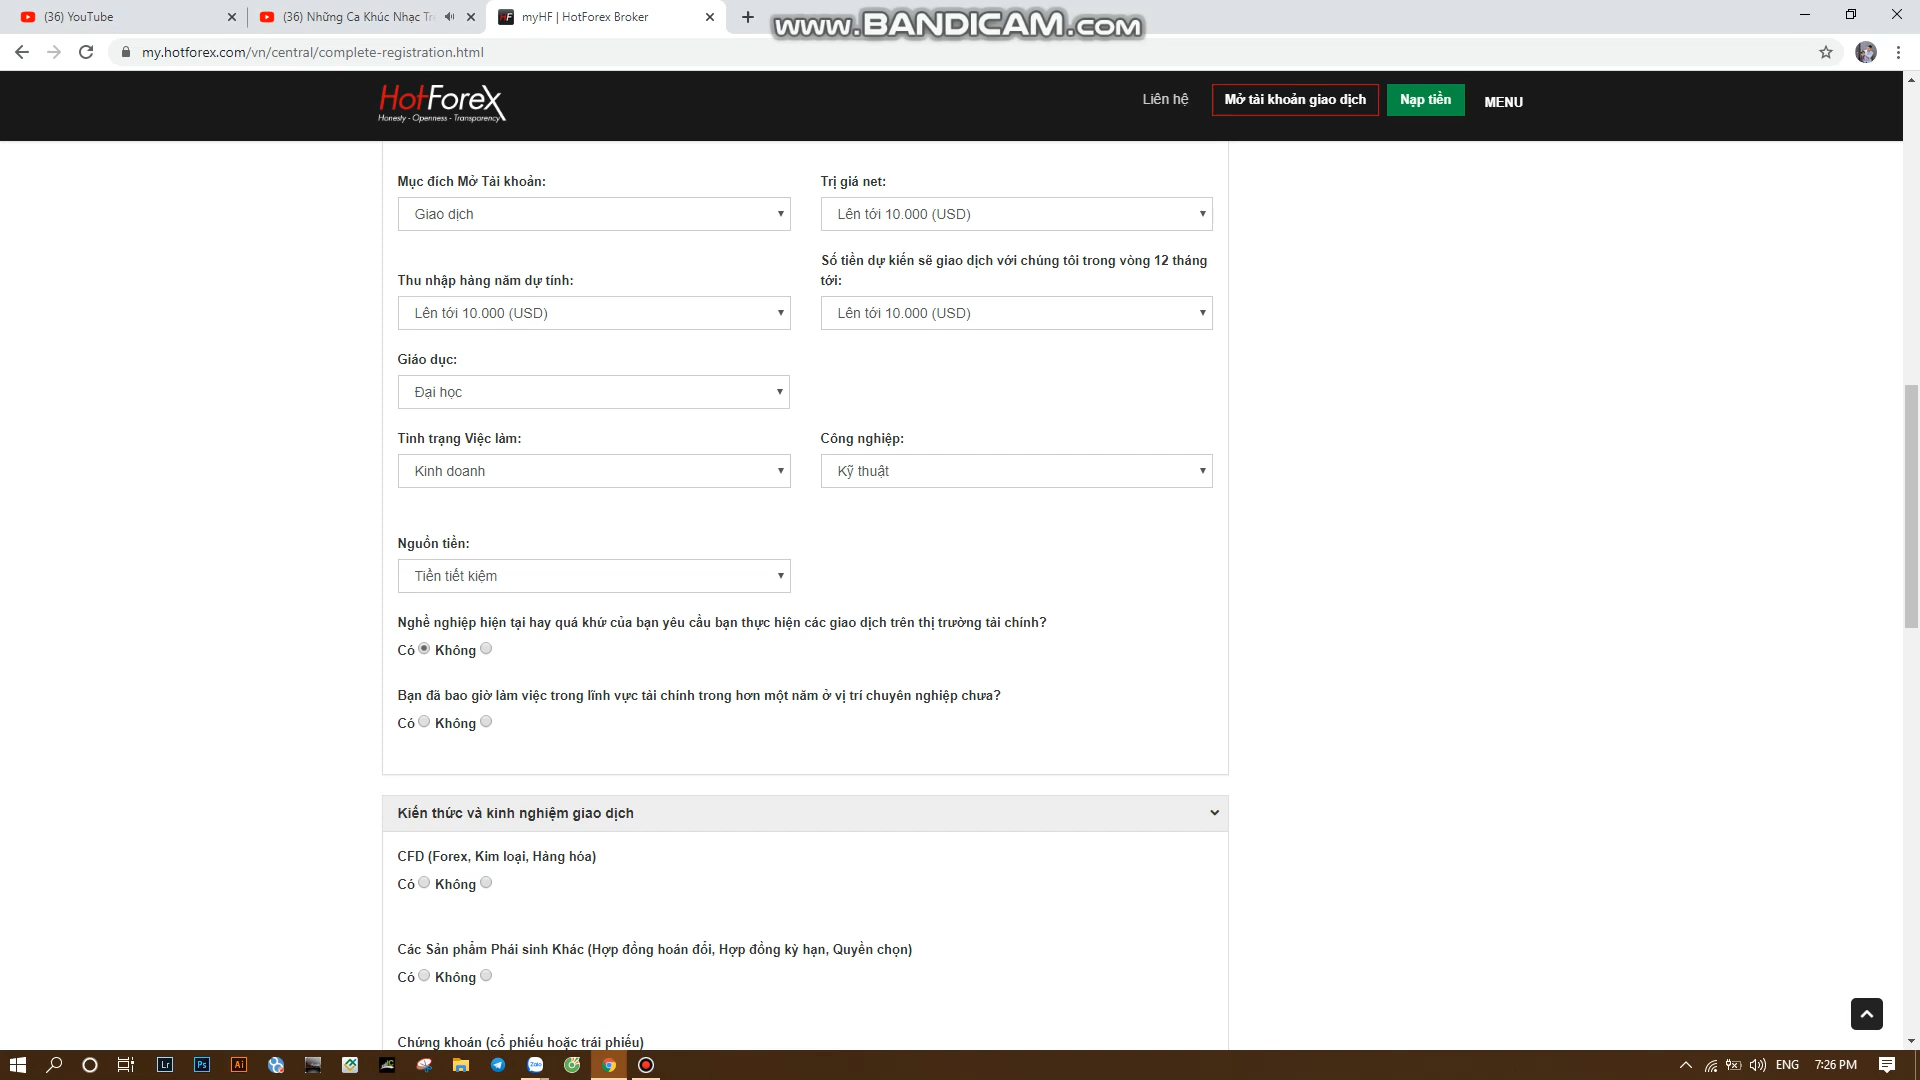 (36) YouTube
(36) Những Ca Khúc Nhạc Tr
HF myHF | HotForex Broker
www.BANDICAM.com
my.hotforex.com/vn/central/complete-registration.html
HotForex
Honesty - Openness - Transparency
Liên hệ
Mở tài khoản giao dịch
Nạp tiền
MENU
Mục đích Mở Tài khoản:
Trị giá net:
Giao dịch
Lên tới 10.000 (USD)
Số tiền dự kiến sẽ giao dịch với chúng tôi trong vòng 12 tháng
tới:
Thu nhập hàng năm dự tính:
Lên tới 10.000 (USD)
Lên tới 10.000 (USD)
Giáo dục:
Đại học
Tình trạng Việc làm:
Công nghiệp:
Kinh doanh
Kỹ thuật
Nguồn tiền:
Tiền tiết kiệm
Nghề nghiệp hiện tại hay quá khứ của bạn yêu cầu bạn thực hiện các giao dịch trên thị trường tài chính?
Có Không
Bạn đã bao giờ làm việc trong lĩnh vực tài chính trong hơn một năm ở vị trí chuyên nghiệp chưa?
Có Không
Kiến thức và kinh nghiệm giao dịch
CFD (Forex, Kim loại, Hàng hóa)
Có Không
Các Sản phẩm Phái sinh Khác (Hợp đồng hoán đổi, Hợp đồng kỳ hạn, Quyền chọn)
Có Không
Chứng khoán (cổ phiếu hoặc trái phiếu)
Lr
Ps
Ai
Zalo
ENG
7:26 PM